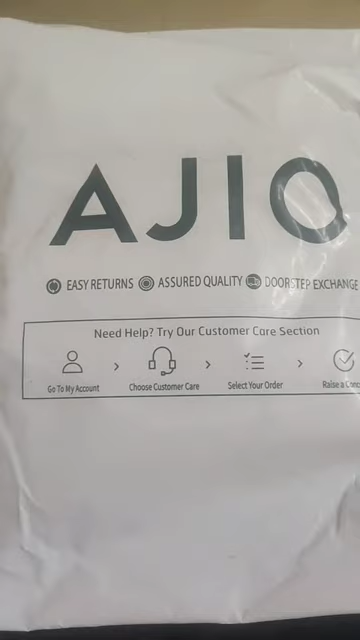 AJIO
EASY RETURNS ASSURED QUALITY DOORSTEP EXCHANGE
Need Help? Try Our Customer Care Section
Go To My Account Choose Customer Care Select Your Order Raise a